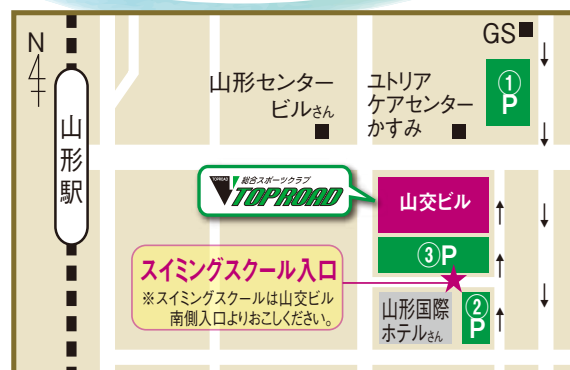 N
GS
山形駅
山形センター
ビルさん
ユトリア
ケアセンター
かすみ
①
P
TOPROAD
総合スポーツクラブ
TOPROAD
山交ビル
③P
スイミングスクール入口
※スイミングスクールは山交ビル
南側入口よりおこしください。
山形国際
ホテルさん
②
P